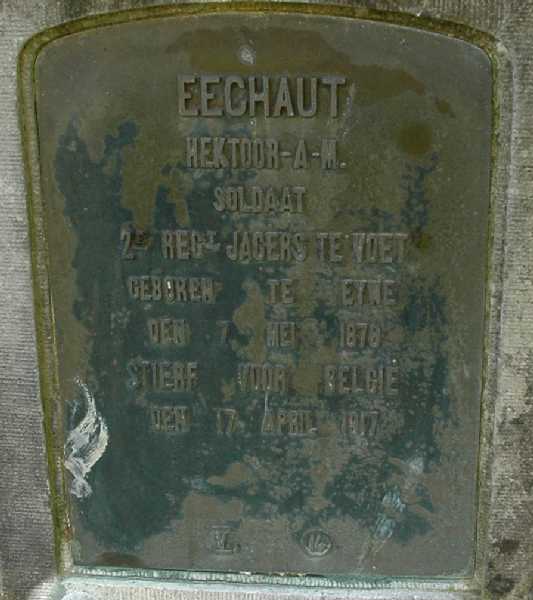 EECHAUT
HEKTOOR-A-M.
SOLDAAT
2DE REGT JAGERS TE VOET
GEBOREN TE EYNE
DEN 7 MEI 1878
STIERF VOOR BELGIE
DEN 17 APRIL 1917